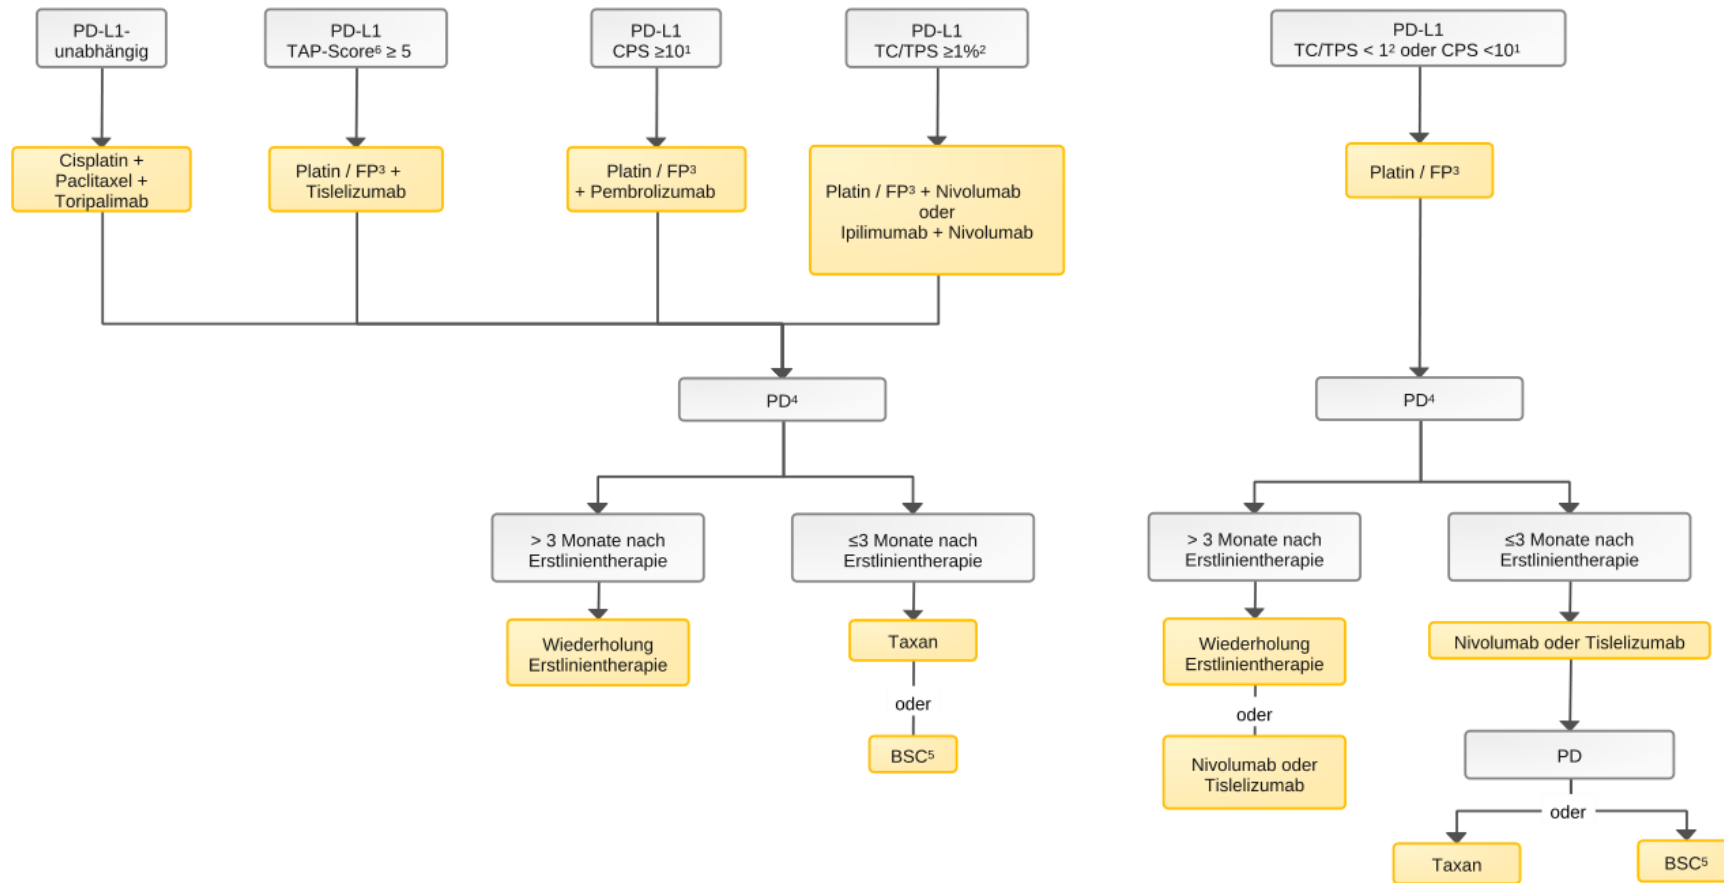 PD-L1-
unabhängig
PD-L1
TAP-Score⁶ ≥ 5
PD-L1
CPS ≥10¹
PD-L1
TC/TPS ≥1%²
PD-L1
TC/TPS < 1² oder CPS <10¹
Cisplatin +
Paclitaxel +
Toripalimab
Platin / FP³ +
Tislelizumab
Platin / FP³
+ Pembrolizumab
Platin / FP³ + Nivolumab
oder
Ipilimumab + Nivolumab
Platin / FP³
PD⁴
PD⁴
> 3 Monate nach
Erstlinientherapie
≤3 Monate nach
Erstlinientherapie
> 3 Monate nach
Erstlinientherapie
≤3 Monate nach
Erstlinientherapie
Wiederholung
Erstlinientherapie
Taxan
oder
BSC⁵
Wiederholung
Erstlinientherapie
oder
Nivolumab oder
Tislelizumab
Nivolumab oder Tislelizumab
PD
oder
Taxan
BSC⁵